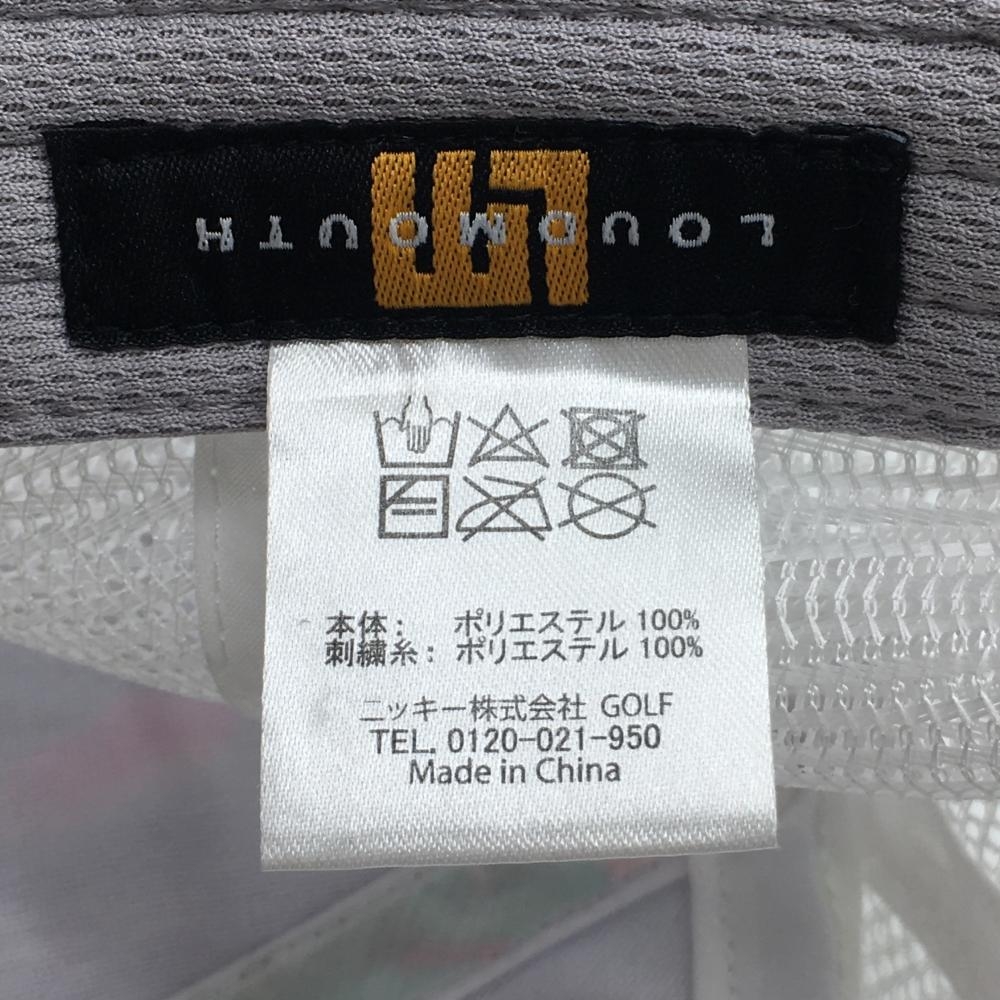 LOUDMOUTH
本体： ポリエステル 100%
刺繍糸： ポリエステル 100%
ニッキー株式会社 GOLF
TEL. 0120-021-950
Made in China